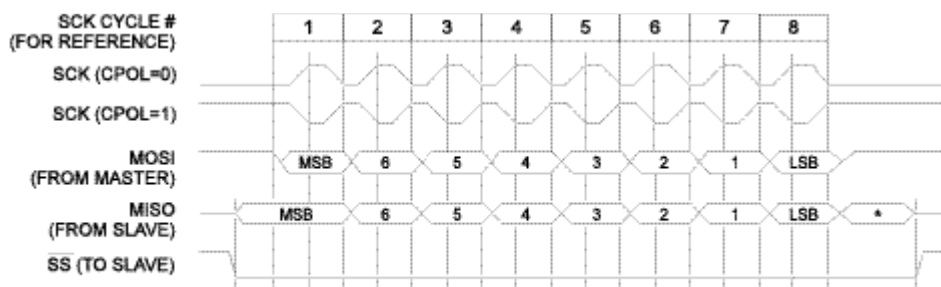 SCK CYCLE #
(FOR REFERENCE)
1 2 3 4 5 6 7 8
SCK (CPOL=0)
SCK (CPOL=1)
MOSI
(FROM MASTER)
MSB 6 5 4 3 2 1 LSB
MISO
(FROM SLAVE)
MSB 6 5 4 3 2 1 LSB *
SS (TO SLAVE)